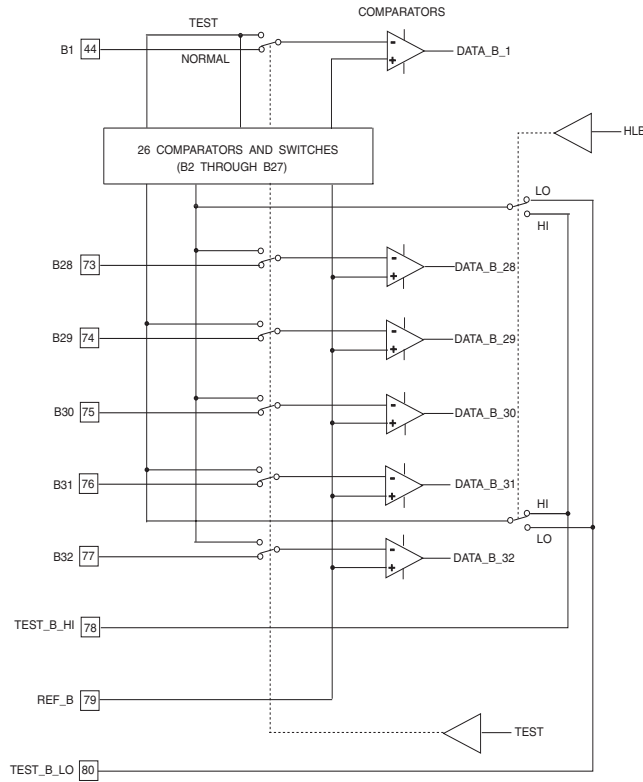 COMPARATORS
TEST
B1 44
NORMAL
- +
DATA_B_1
26 COMPARATORS AND SWITCHES
(B2 THROUGH B27)
HLB
LO
HI
B28 73
- +
DATA_B_28
B29 74
- +
DATA_B_29
B30 75
- +
DATA_B_30
B31 76
- +
DATA_B_31
HI
LO
B32 77
- +
DATA_B_32
TEST_B_HI 78
REF_B 79
TEST
TEST_B_LO 80